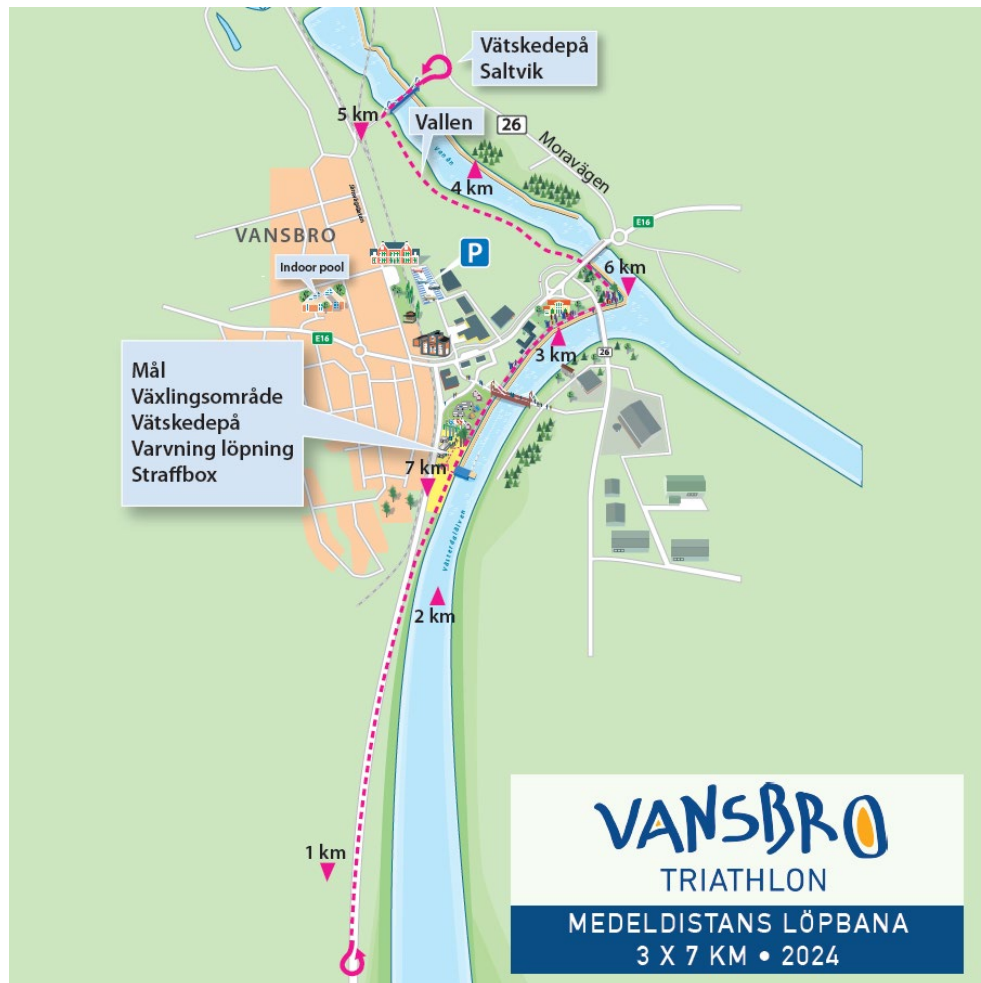 Vätskedepå
Saltvik
5 km
Vallen
26
Moravägen
Vanån
4 km
E16
VANSBRO
P
Indoor pool
6 km
E16
3 km
26
Mål
Växlingsområde
Vätskedepå
Varvning löpning
Straffbox
7 km
Västerdalälven
2 km
1 km
VANSBRO
TRIATHLON
MEDELDISTANS LÖPBANA
3 X 7 KM • 2024